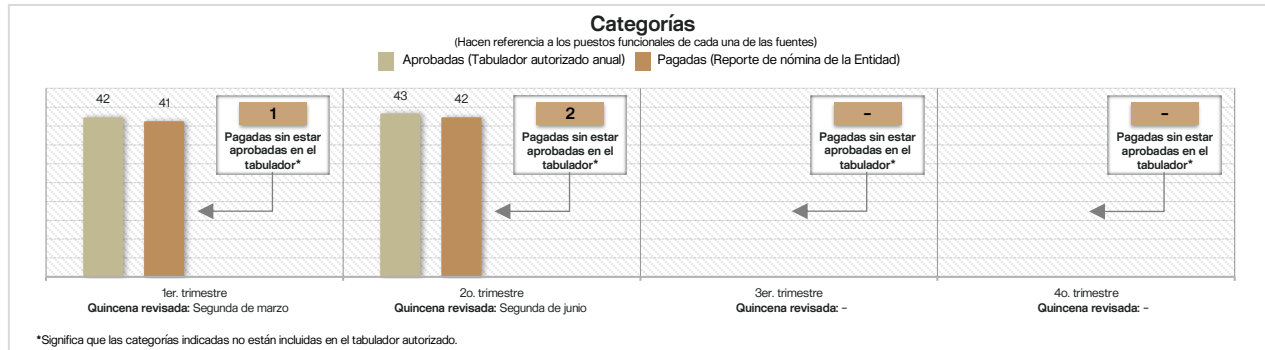 Categorías
(Hacen referencia a los puestos funcionales de cada una de las fuentes)
Aprobadas (Tabulador autorizado anual) Pagadas (Reporte de nómina de la Entidad)
42
41
1
Pagadas sin estar
aprobadas en el
tabulador*
43
42
2
Pagadas sin estar
aprobadas en el
tabulador*
–
Pagadas sin estar
aprobadas en el
tabulador*
–
Pagadas sin estar
aprobadas en el
tabulador*
1er. trimestre
Quincena revisada: Segunda de marzo
2o. trimestre
Quincena revisada: Segunda de junio
3er. trimestre
Quincena revisada: –
4o. trimestre
Quincena revisada: –
*Significa que las categorías indicadas no están incluidas en el tabulador autorizado.